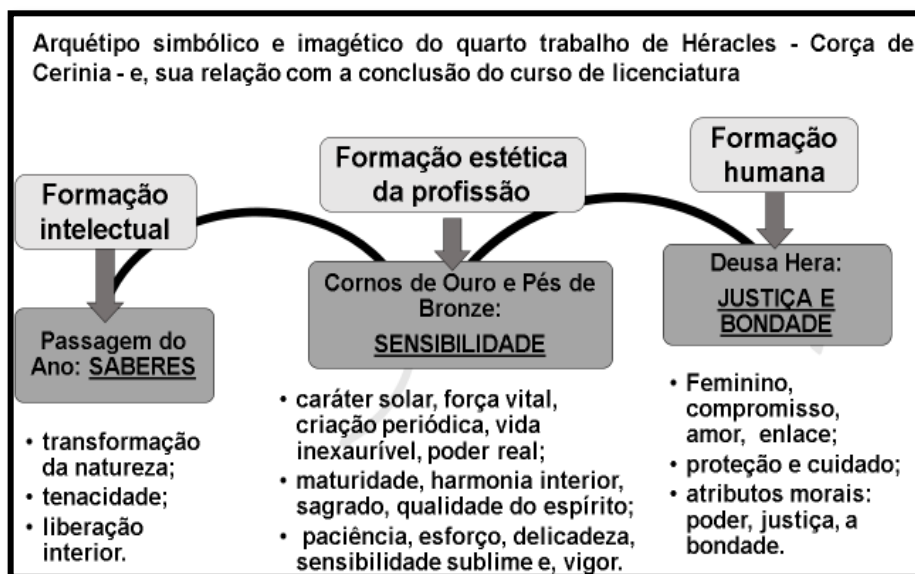 Arquétipo simbólico e imagético do quarto trabalho de Héracles - Corça de
Cerinia - e, sua relação com a conclusão do curso de licenciatura
Formação
intelectual
Passagem do
Ano: SABERES
• transformação
da natureza;
• tenacidade;
• liberação
interior.
Formação estética
da profissão
Cornos de Ouro e Pés de
Bronze:
SENSIBILIDADE
• caráter solar, força vital,
criação periódica, vida
inexaurível, poder real;
• maturidade, harmonia interior,
sagrado, qualidade do espírito;
• paciência, esforço, delicadeza,
sensibilidade sublime e, vigor.
Formação
humana
Deusa Hera:
JUSTIÇA E
BONDADE
• Feminino,
compromisso,
amor, enlace;
• proteção e cuidado;
• atributos morais:
poder, justiça, a
bondade.